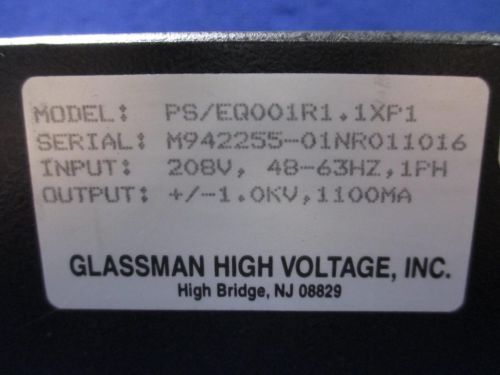 MODEL: PS/EQ001R1.1XP1
SERIAL: M942255-01NR011016
INPUT: 208V, 48-63HZ,1PH
OUTPUT: +/-1.0KV,1100MA
GLASSMAN HIGH VOLTAGE, INC.
High Bridge, NJ 08829